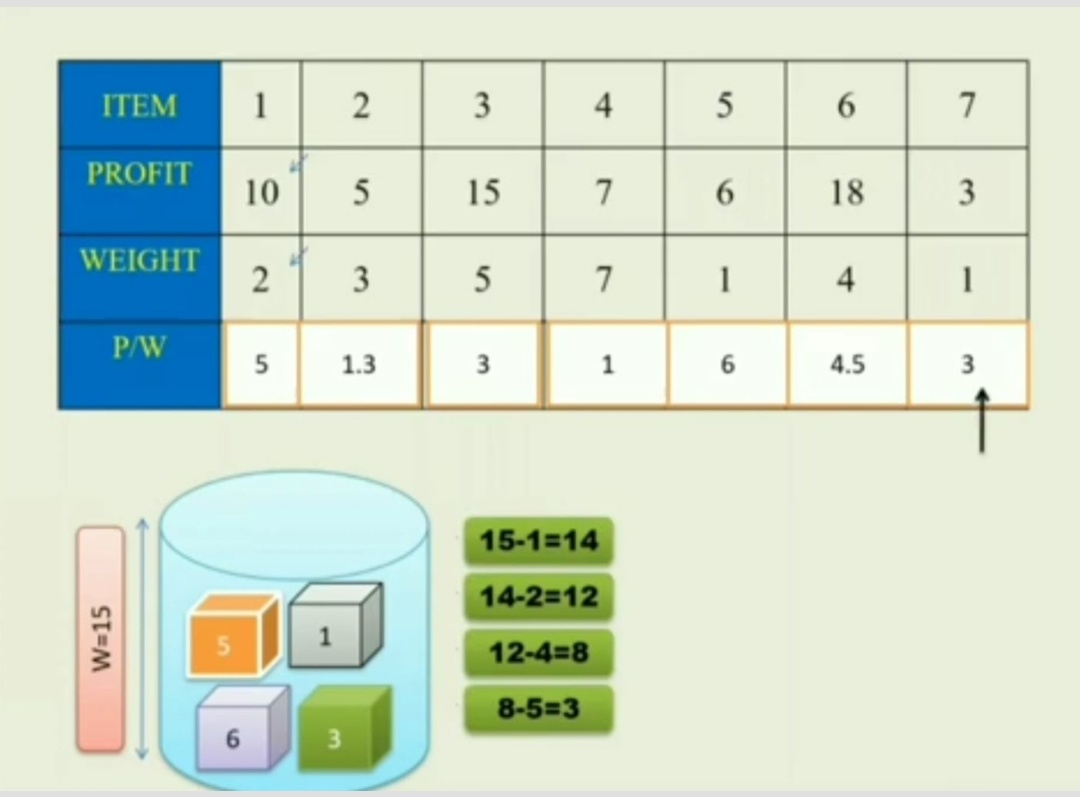 ITEM 1 2 3 4 5 6 7
PROFIT 10 5 15 7 6 18 3
WEIGHT 2 3 5 7 1 4 1
P/W 5 1.3 3 1 6 4.5 3
W=15
5 1
6 3
15-1=14
14-2=12
12-4=8
8-5=3